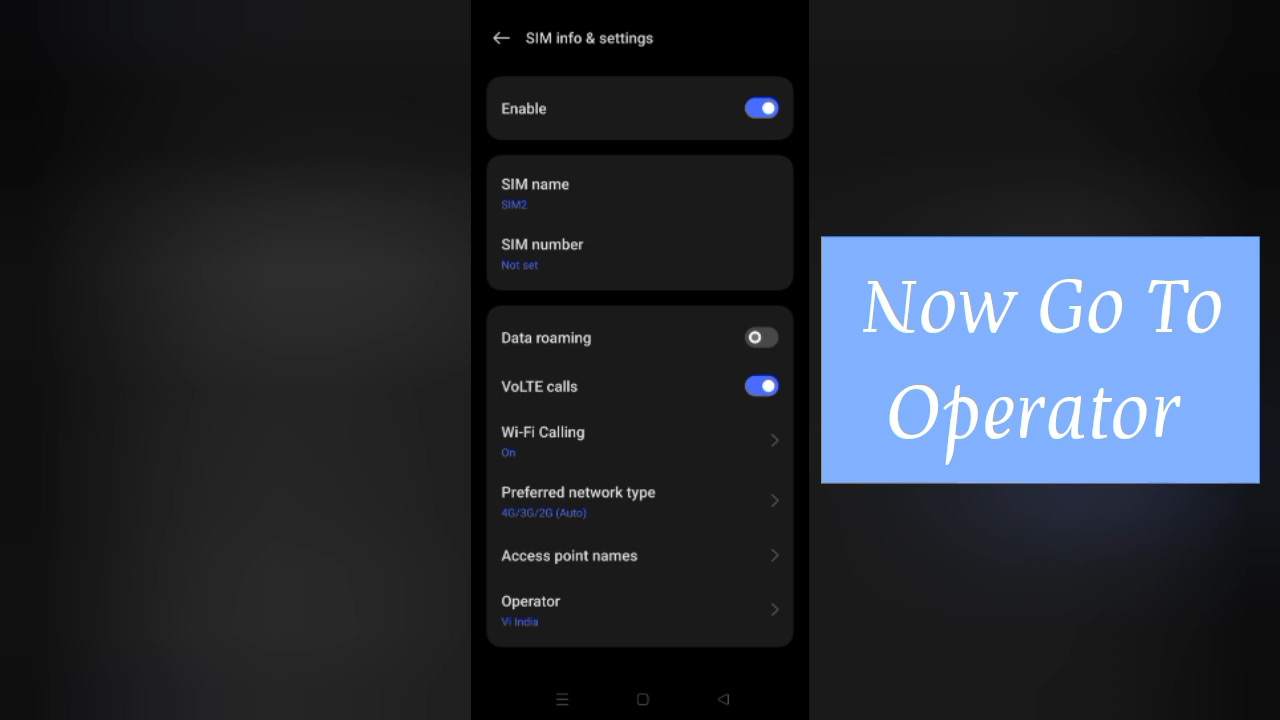 SIM info & settings
Enable
SIM name
SIM2
SIM number
Not set
Data roaming
VoLTE calls
Wi-Fi Calling
On
Preferred network type
4G/3G/2G (Auto)
Access point names
Operator
Vi India
Now Go To
Operator